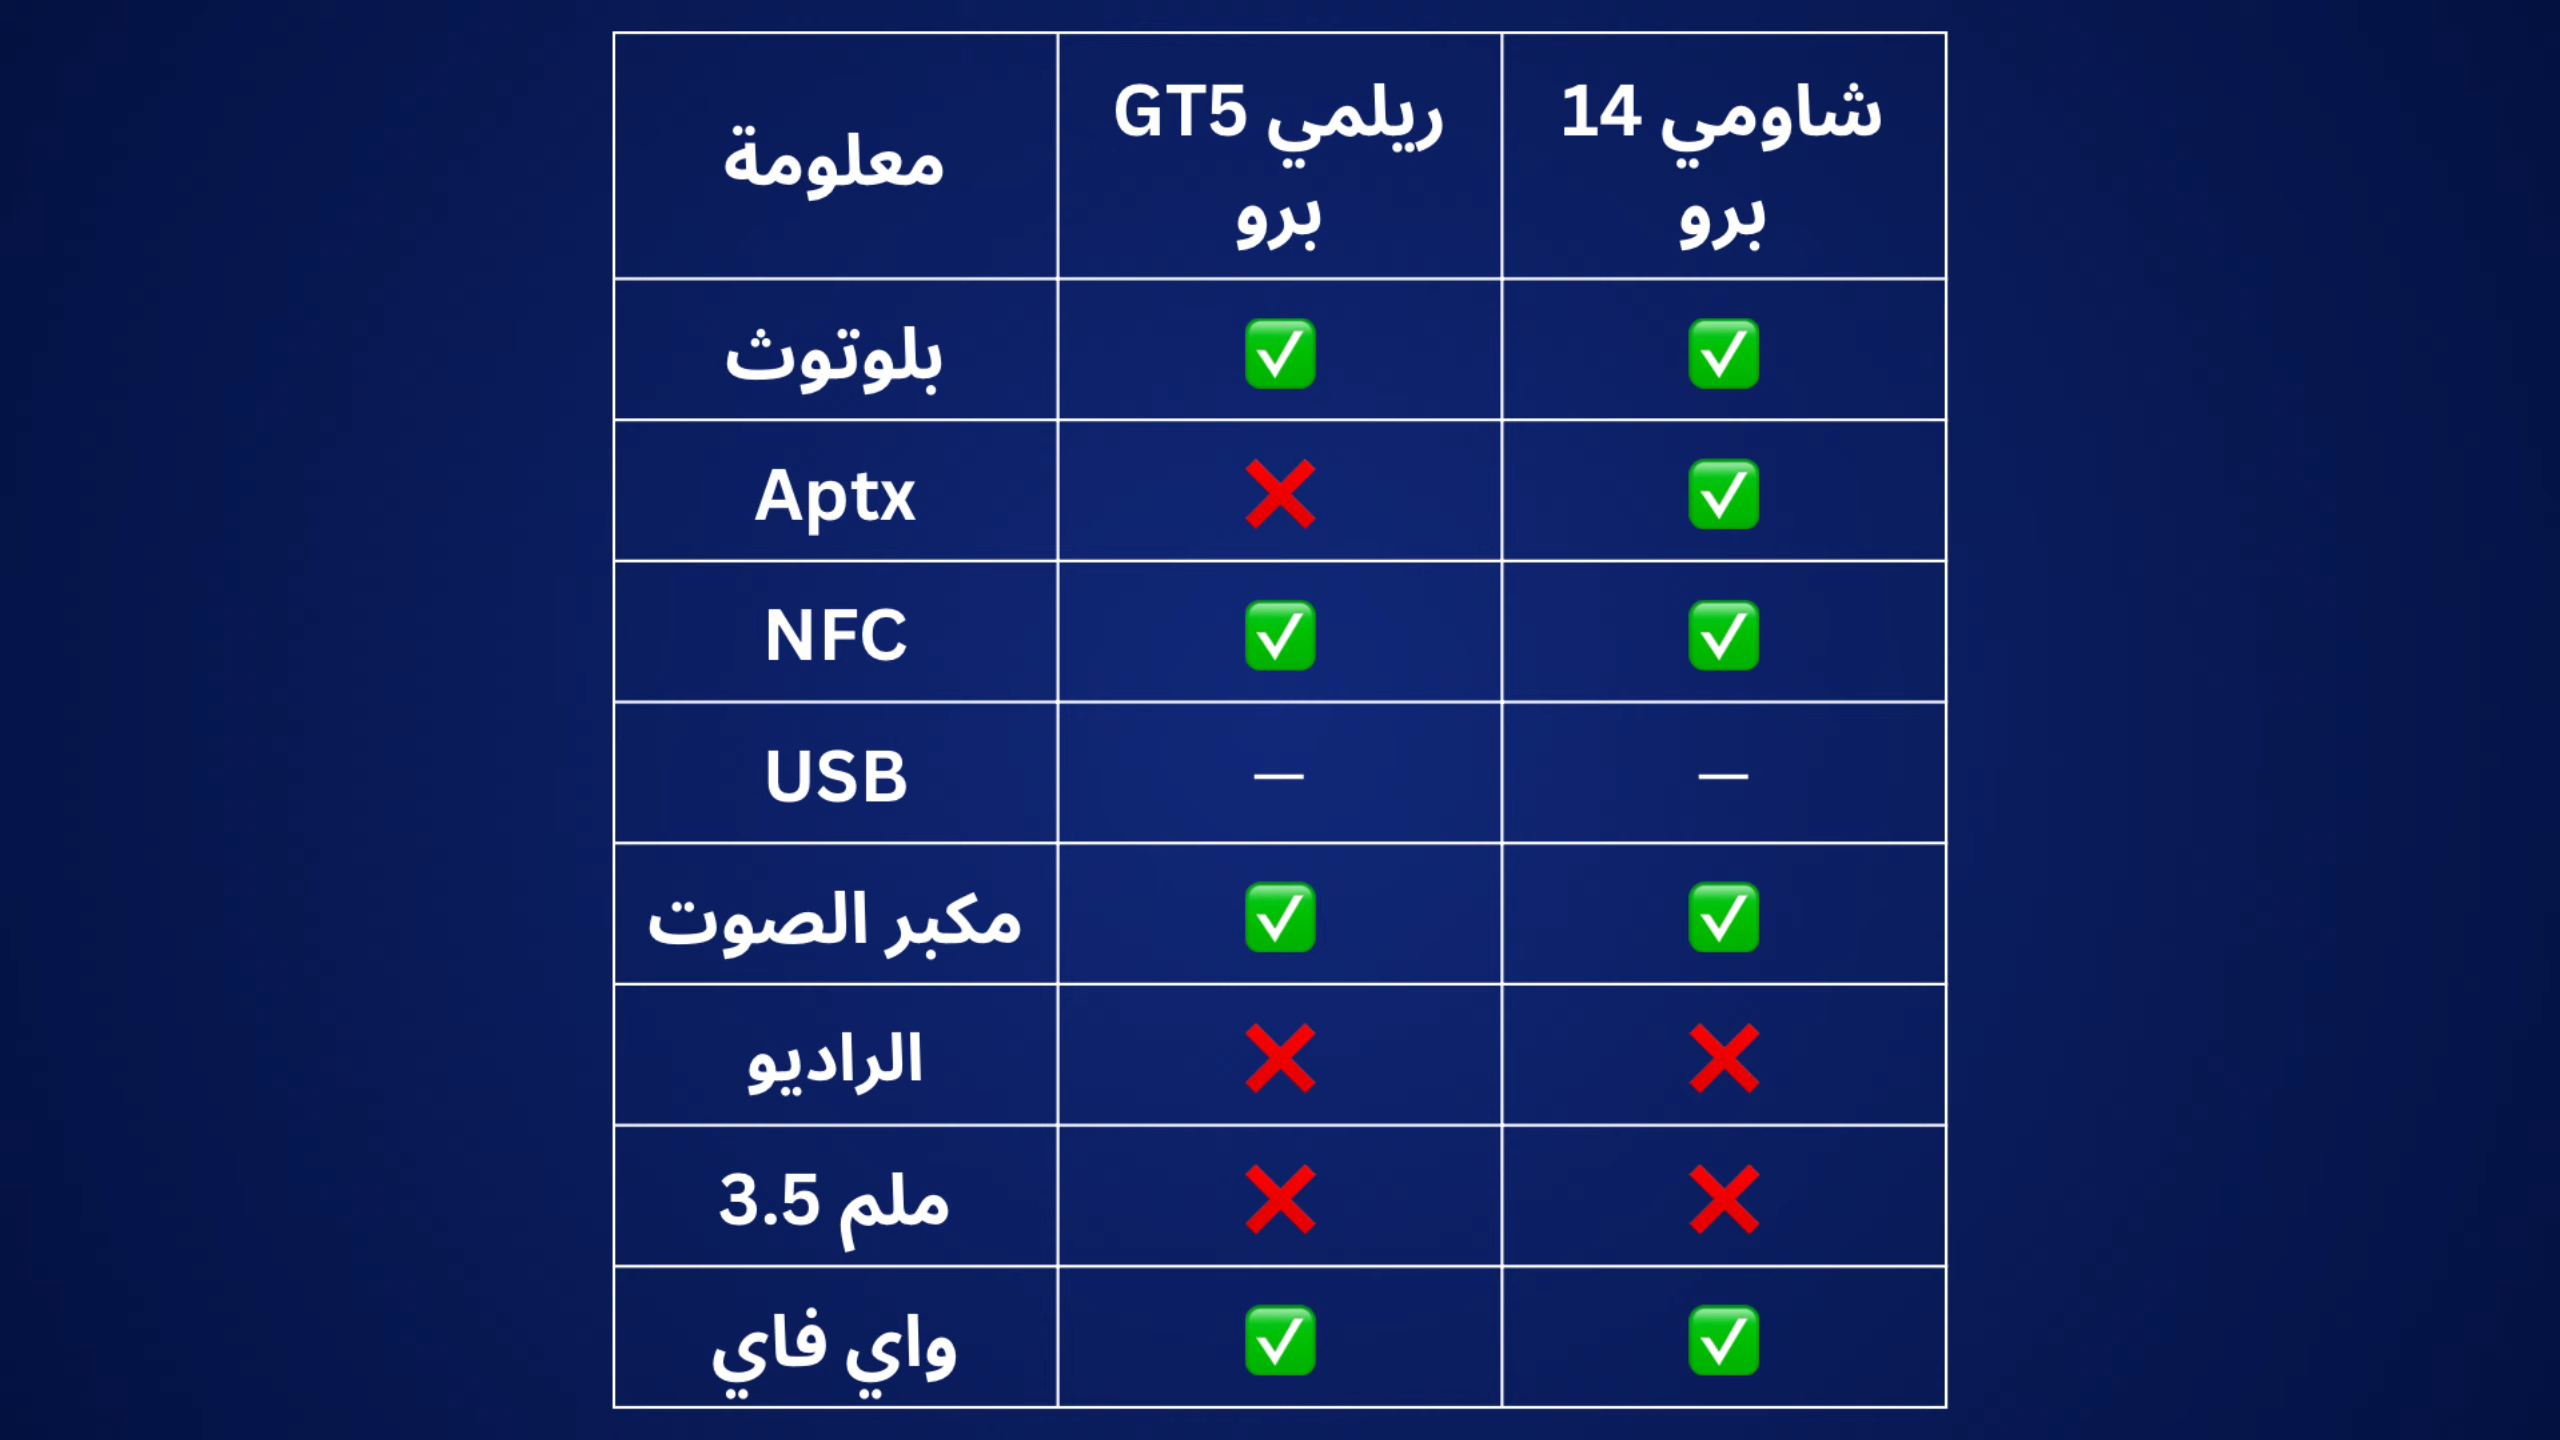 معلومة
ريلمي GT5
برو
شاومي 14
برو
بلوتوث ✅ ✅
Aptx ❌ ✅
NFC ✅ ✅
USB — —
مكبر الصوت ✅ ✅
الراديو ❌ ❌
ملم 3.5 ❌ ❌
واي فاي ✅ ✅